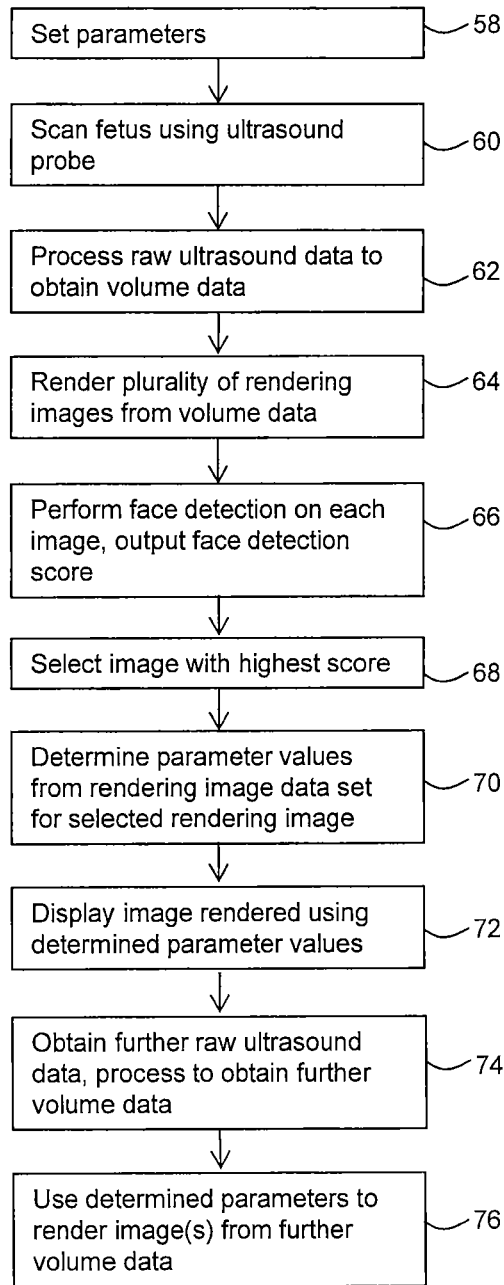 Set parameters
58
Scan fetus using ultrasound
probe
60
Process raw ultrasound data to
obtain volume data
62
Render plurality of rendering
images from volume data
64
Perform face detection on each
image, output face detection
score
66
Select image with highest score
68
Determine parameter values
from rendering image data set
for selected rendering image
70
Display image rendered using
determined parameter values
72
Obtain further raw ultrasound
data, process to obtain further
volume data
74
Use determined parameters to
render image(s) from further
volume data
76